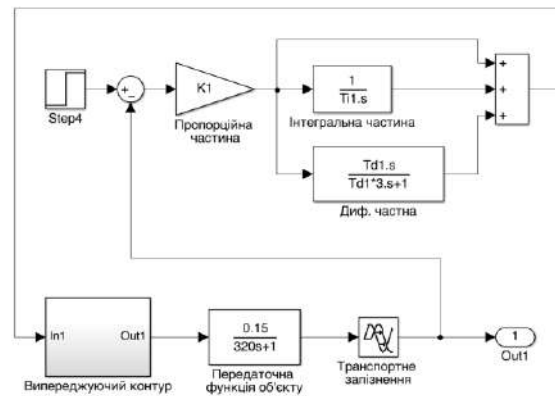 Step4
+
−
K1
Пропорційна
частина
1
Ti1.s
Інтегральна частина
Td1.s
Td1*3.s+1
Диф. частна
+
+
+
In1
Out1
Випереджуючий контур
0.15
320s+1
Передаточна
функція об'єкту
Транспортне
запізнення
1
Out1